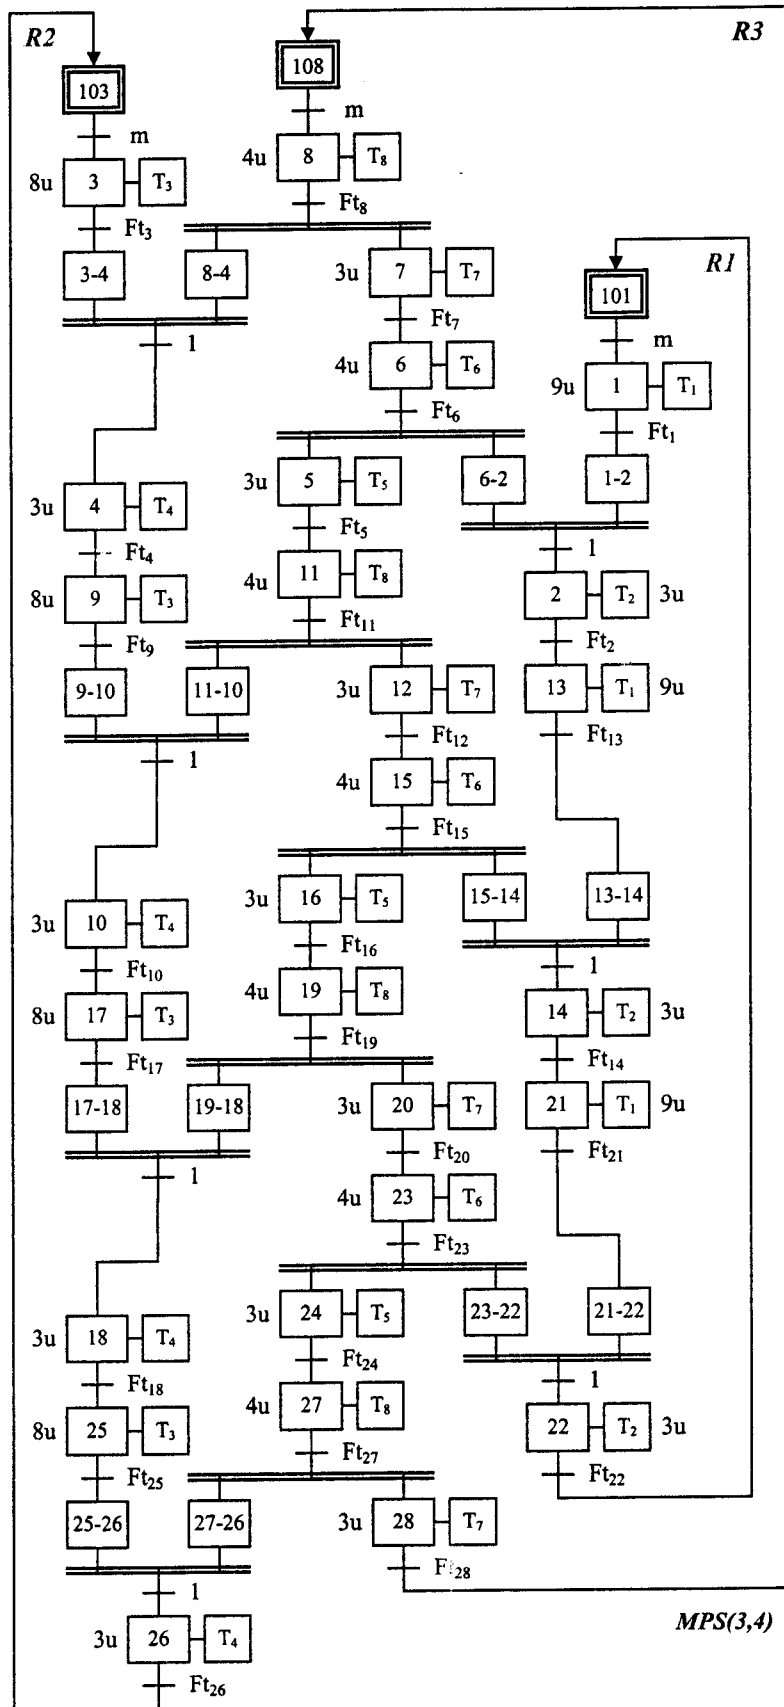 R2
R3
103
108
m
m
8u 3 T₃
4u 8 T₈
Ft₃
Ft₈
3-4
8-4
3u 7 T₇
R1
101
1
Ft₇
m
4u 6 T₆
9u 1 T₁
Ft₆
Ft₁
3u 4 T₄
3u 5 T₅
6-2
1-2
Ft₄
Ft₅
1
8u 9 T₃
4u 11 T₈
2 T₂ 3u
Ft₉
Ft₁₁
Ft₂
9-10
11-10
3u 12 T₇
13 T₁ 9u
1
Ft₁₂
Ft₁₃
4u 15 T₆
Ft₁₅
3u 10 T₄
3u 16 T₅
15-14
13-14
Ft₁₀
Ft₁₆
1
8u 17 T₃
4u 19 T₈
14 T₂ 3u
Ft₁₇
Ft₁₉
Ft₁₄
17-18
19-18
3u 20 T₇
21 T₁ 9u
1
Ft₂₀
Ft₂₁
4u 23 T₆
Ft₂₃
3u 18 T₄
3u 24 T₅
23-22
21-22
Ft₁₈
Ft₂₄
1
8u 25 T₃
4u 27 T₈
22 T₂ 3u
Ft₂₅
Ft₂₇
Ft₂₂
25-26
27-26
3u 28 T₇
1
3u 26 T₄
MPS(3,4)
Ft₂₆